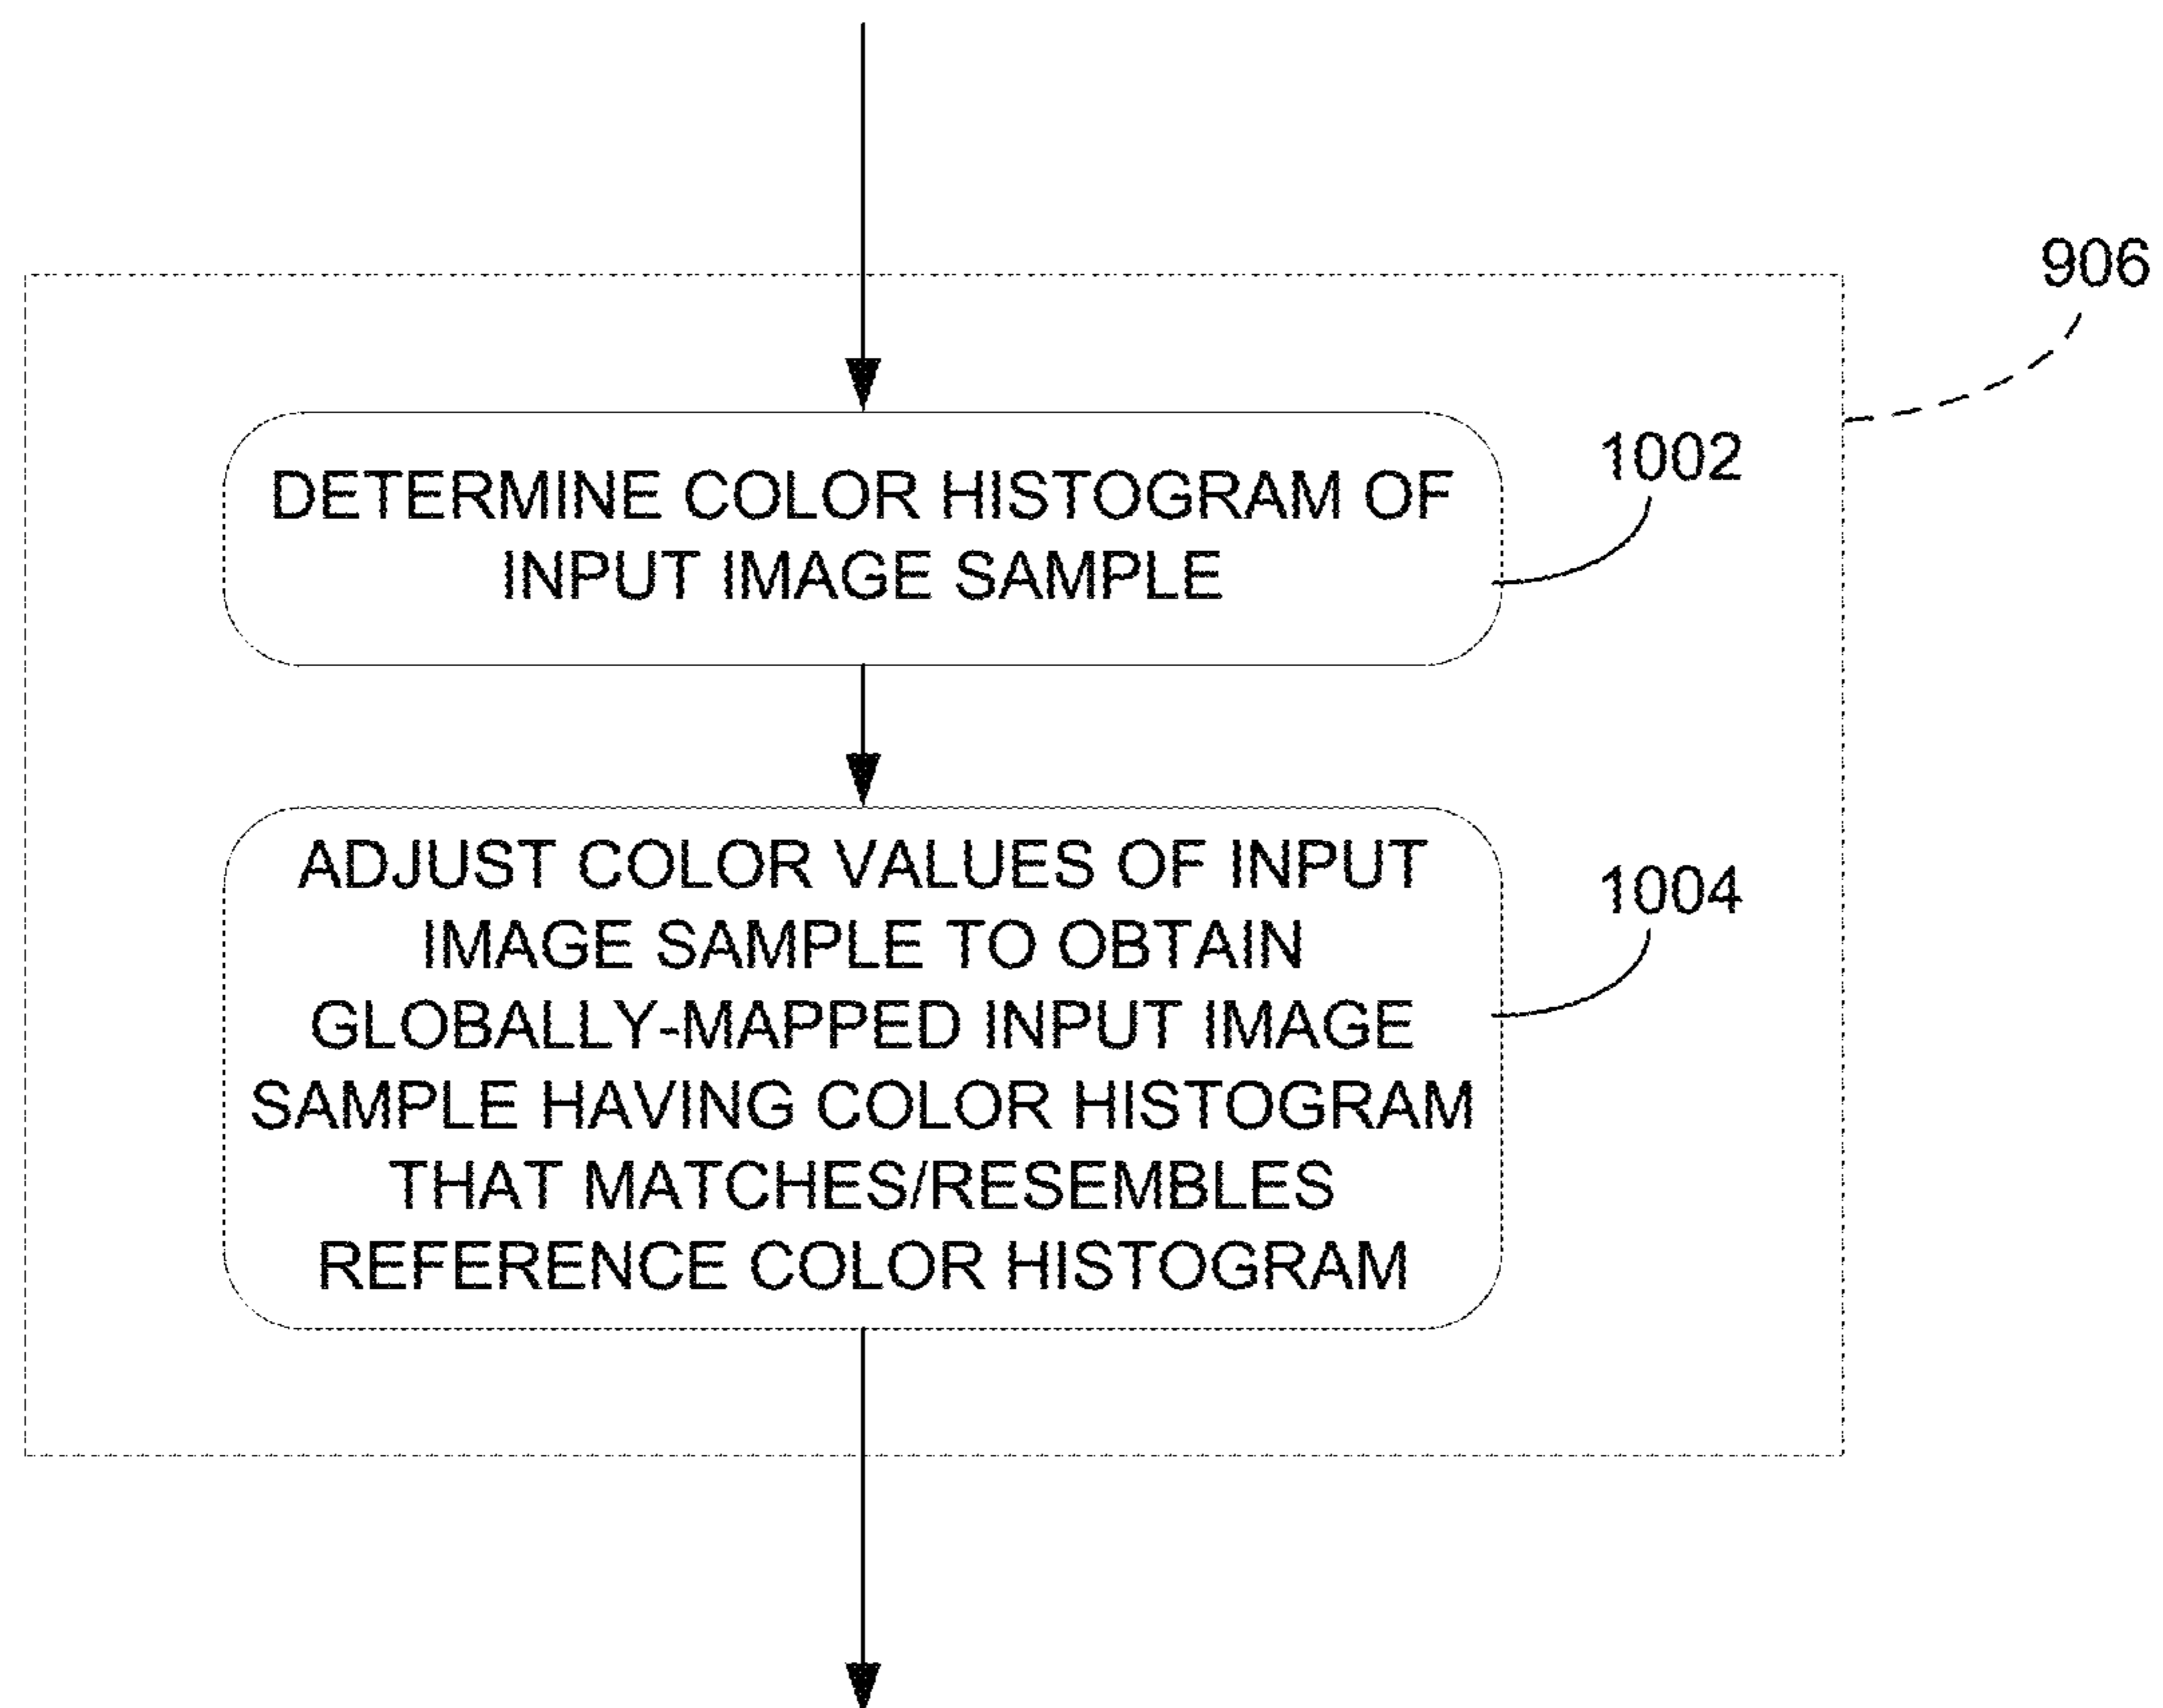 906
DETERMINE COLOR HISTOGRAM OF
INPUT IMAGE SAMPLE
1002
ADJUST COLOR VALUES OF INPUT
IMAGE SAMPLE TO OBTAIN
GLOBALLY-MAPPED INPUT IMAGE
SAMPLE HAVING COLOR HISTOGRAM
THAT MATCHES/RESEMBLES
REFERENCE COLOR HISTOGRAM
1004